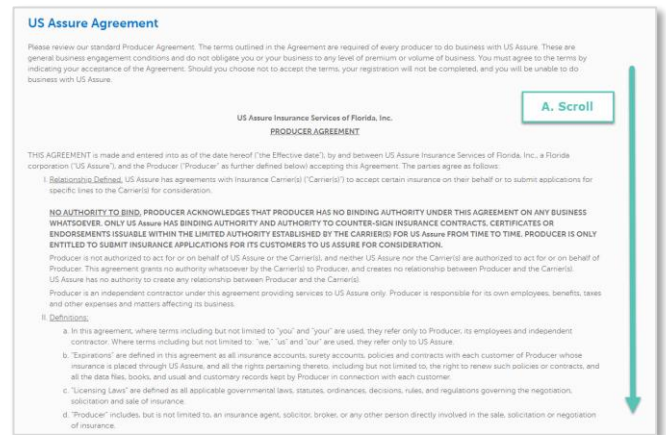 US Assure Agreement
Please review our standard Producer Agreement. The terms outlined in the Agreement are required of every producer to do business with US Assure. These are
general business engagement conditions and do not obligate you or your business to any level of premium or volume of business. You must agree to the terms by
indicating your acceptance of the Agreement. Should you choose not to accept the terms, your registration will not be completed, and you will be unable to do
business with US Assure.
A. Scroll
US Assure Insurance Services of Florida, Inc.
PRODUCER AGREEMENT
THIS AGREEMENT is made and entered into as of the date hereof ("the Effective date"), by and between US Assure Insurance Services of Florida, Inc., a Florida
corporation ("US Assure"), and the Producer ("Producer" as further defined below) accepting this Agreement. The parties agree as follows:
I. Relationship Defined. US Assure has agreements with Insurance Carrier(s) ("Carrier(s)") to accept certain insurance on their behalf or to submit applications for
specific lines to the Carrier(s) for consideration.
NO AUTHORITY TO BIND. PRODUCER ACKNOWLEDGES THAT PRODUCER HAS NO BINDING AUTHORITY UNDER THIS AGREEMENT ON ANY BUSINESS
WHATSOEVER. ONLY US Assure HAS BINDING AUTHORITY AND AUTHORITY TO COUNTER-SIGN INSURANCE CONTRACTS, CERTIFICATES OR
ENDORSEMENTS ISSUABLE WITHIN THE LIMITED AUTHORITY ESTABLISHED BY THE CARRIER(S) FOR US Assure FROM TIME TO TIME. PRODUCER IS ONLY
ENTITLED TO SUBMIT INSURANCE APPLICATIONS FOR ITS CUSTOMERS TO US ASSURE FOR CONSIDERATION.
Producer is not authorized to act for or on behalf of US Assure or the Carrier(s), and neither US Assure nor the Carrier(s) are authorized to act for or on behalf of
Producer. This agreement grants no authority whatsoever by the Carrier(s) to Producer, and creates no relationship between Producer and the Carrier(s).
US Assure has no authority to create any relationship between Producer and the Carrier(s).
Producer is an independent contractor under this agreement providing services to US Assure only. Producer is responsible for its own employees, benefits, taxes
and other expenses and matters affecting its business.
II. Definitions:
a. In this agreement, where terms including but not limited to "you" and "your" are used, they refer only to Producer, its employees and independent
contractor. Where terms including but not limited to: "we," "us" and "our" are used, they refer only to US Assure.
b. "Expirations" are defined in this agreement as all insurance accounts, surety accounts, policies and contracts with each customer of Producer whose
insurance is placed through US Assure, and all the rights pertaining thereto, including but not limited to, the right to renew such policies or contracts, and
all the data files, books, and usual and customary records kept by Producer in connection with each customer.
c. "Licensing Laws" are defined as all applicable governmental laws, statutes, ordinances, decisions, rules, and regulations governing the negotiation,
solicitation and sale of insurance.
d. "Producer" includes, but is not limited to, an insurance agent, solicitor, broker, or any other person directly involved in the sale, solicitation or negotiation
of insurance.